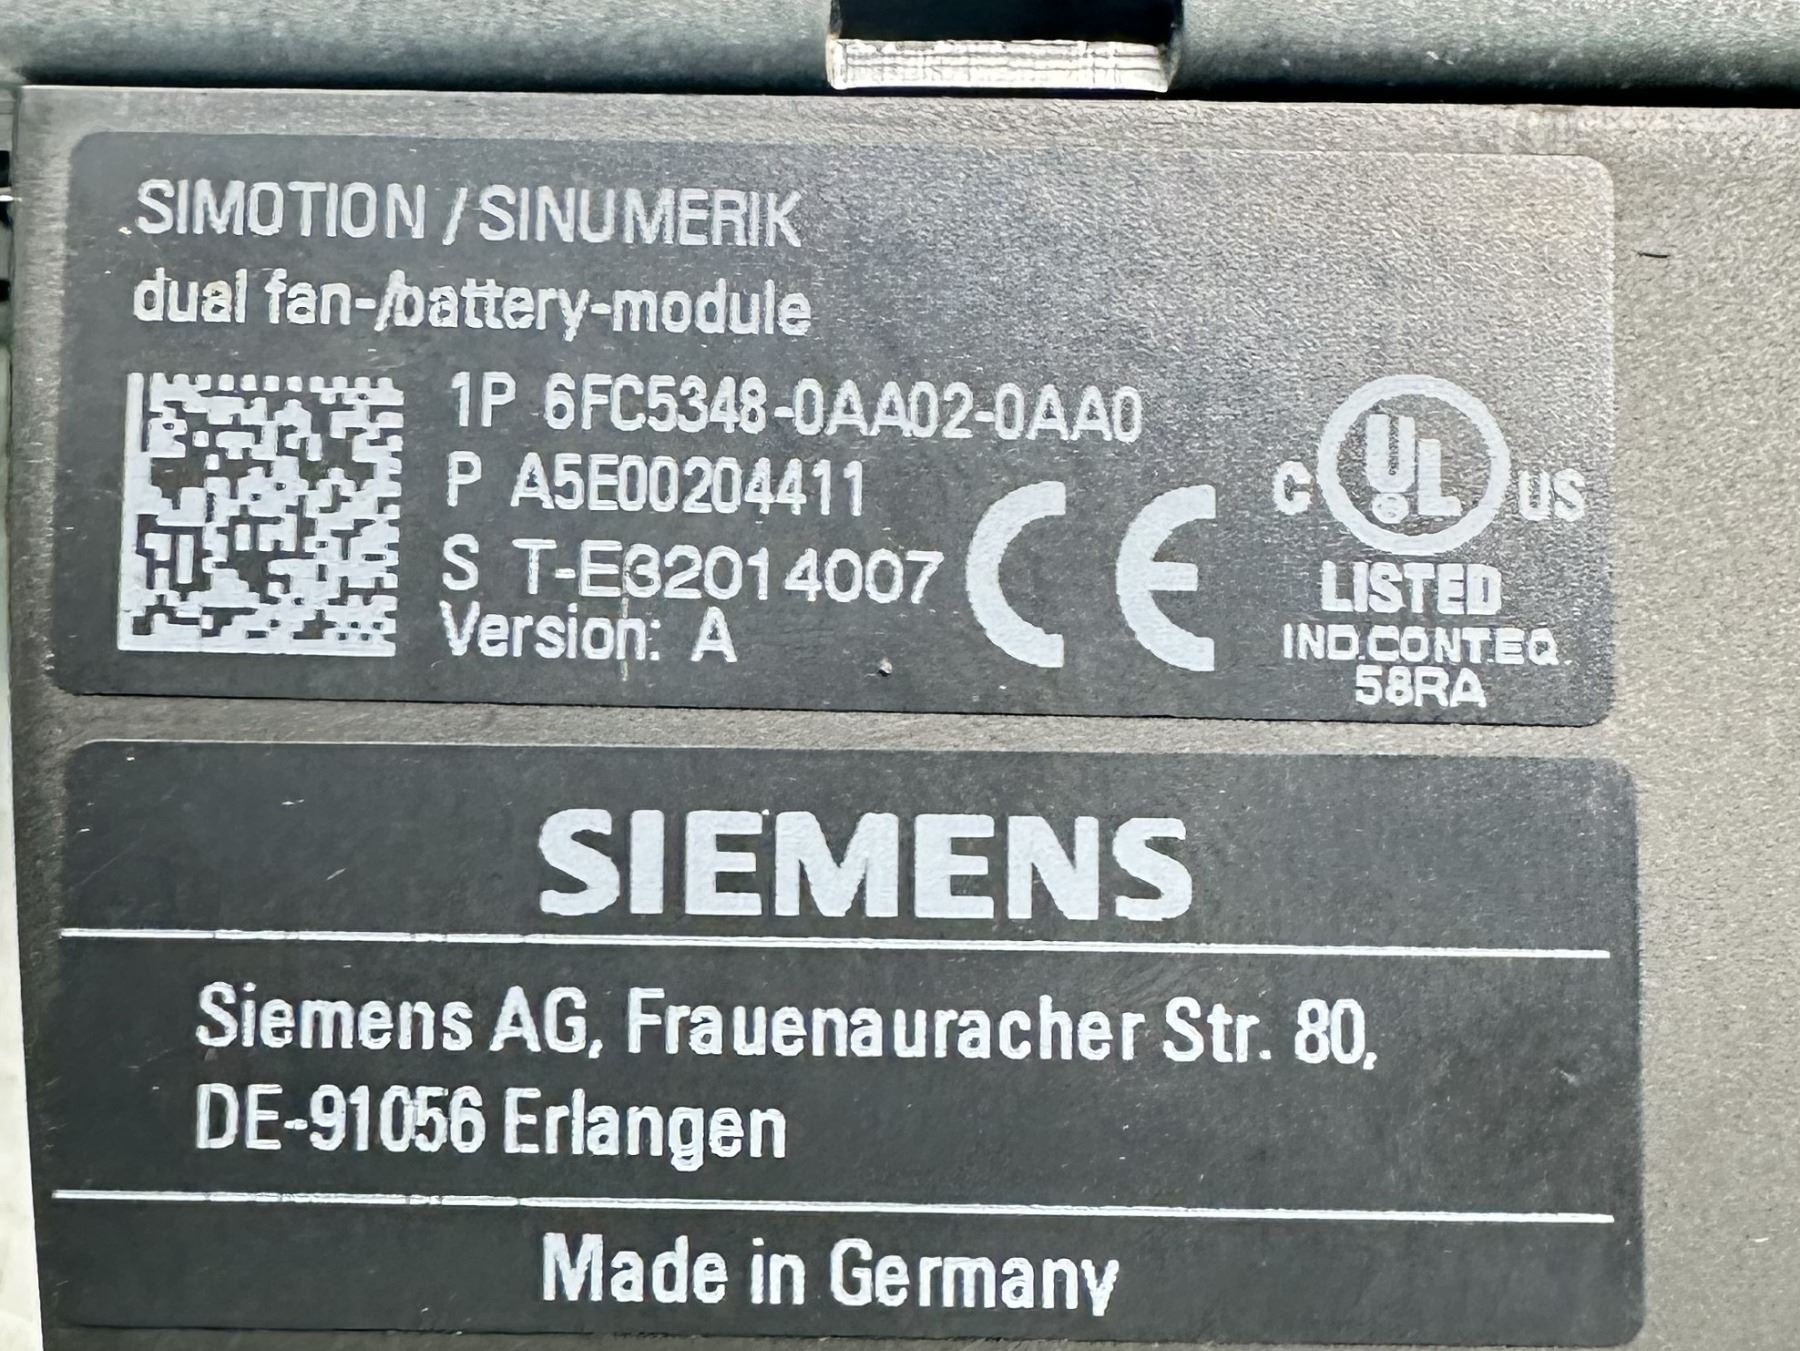 SIMOTION / SINUMERIK
dual fan-/battery-module
1P 6FC5348-0AA02-0AA0
P A5E00204411
S T-E32014007
Version: A
CE
C UL US
®
LISTED
IND.CONT.EQ.
58RA
SIEMENS
Siemens AG, Frauenauracher Str. 80,
DE-91056 Erlangen
Made in Germany